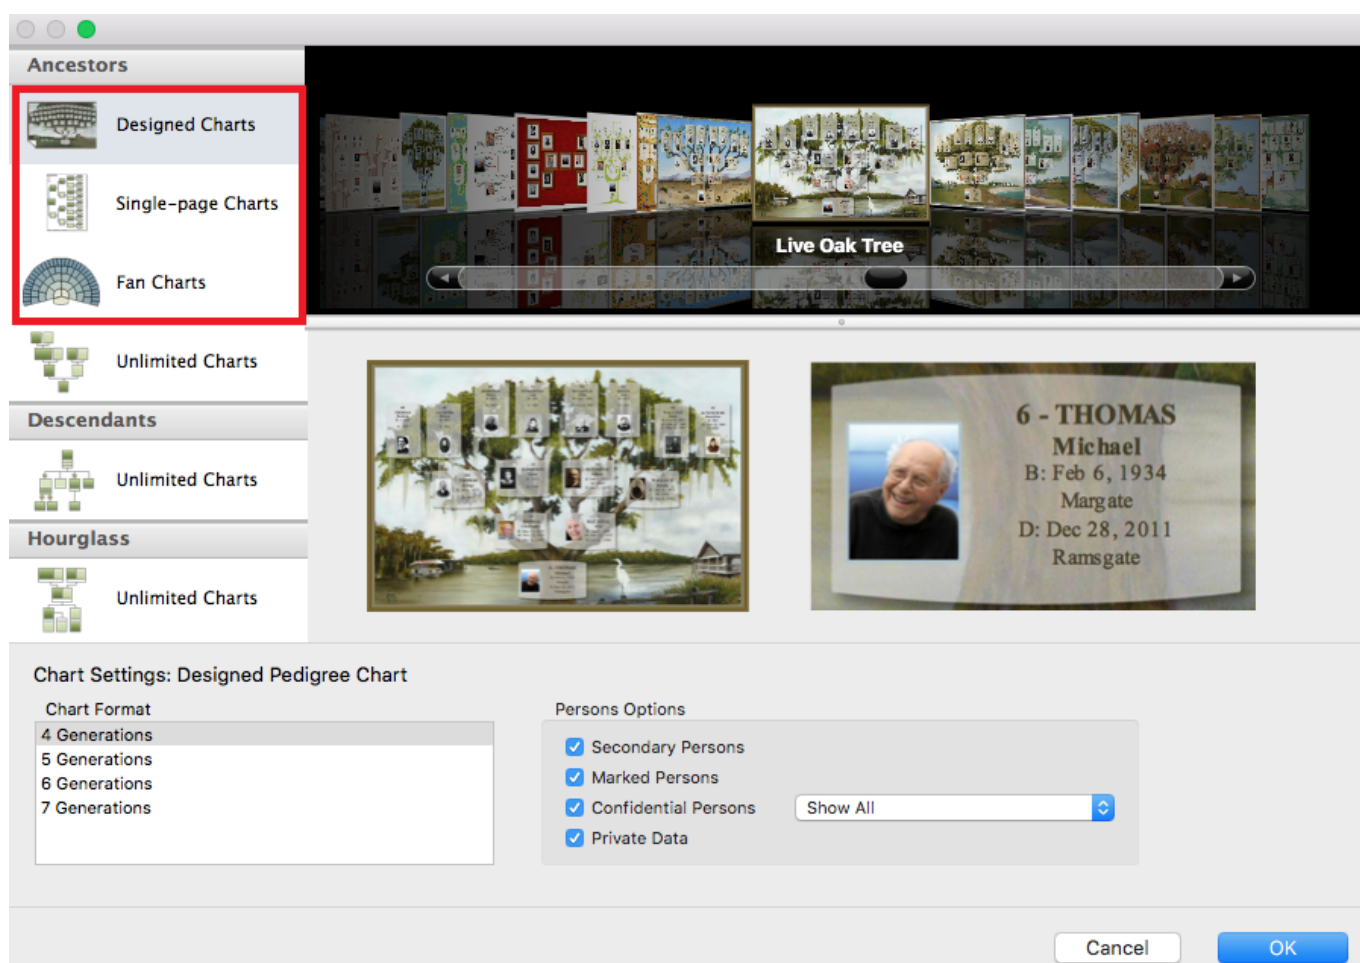 Ancestors
Designed Charts
Single-page Charts
Fan Charts
Unlimited Charts
Descendants
Unlimited Charts
Hourglass
Unlimited Charts
Live Oak Tree
6 - THOMAS
Michael
B: Feb 6, 1934
Margate
D: Dec 28, 2011
Ramsgate
Chart Settings: Designed Pedigree Chart
Chart Format
4 Generations
5 Generations
6 Generations
7 Generations
Persons Options
Secondary Persons
Marked Persons
Confidential Persons
Show All
Private Data
Cancel
OK